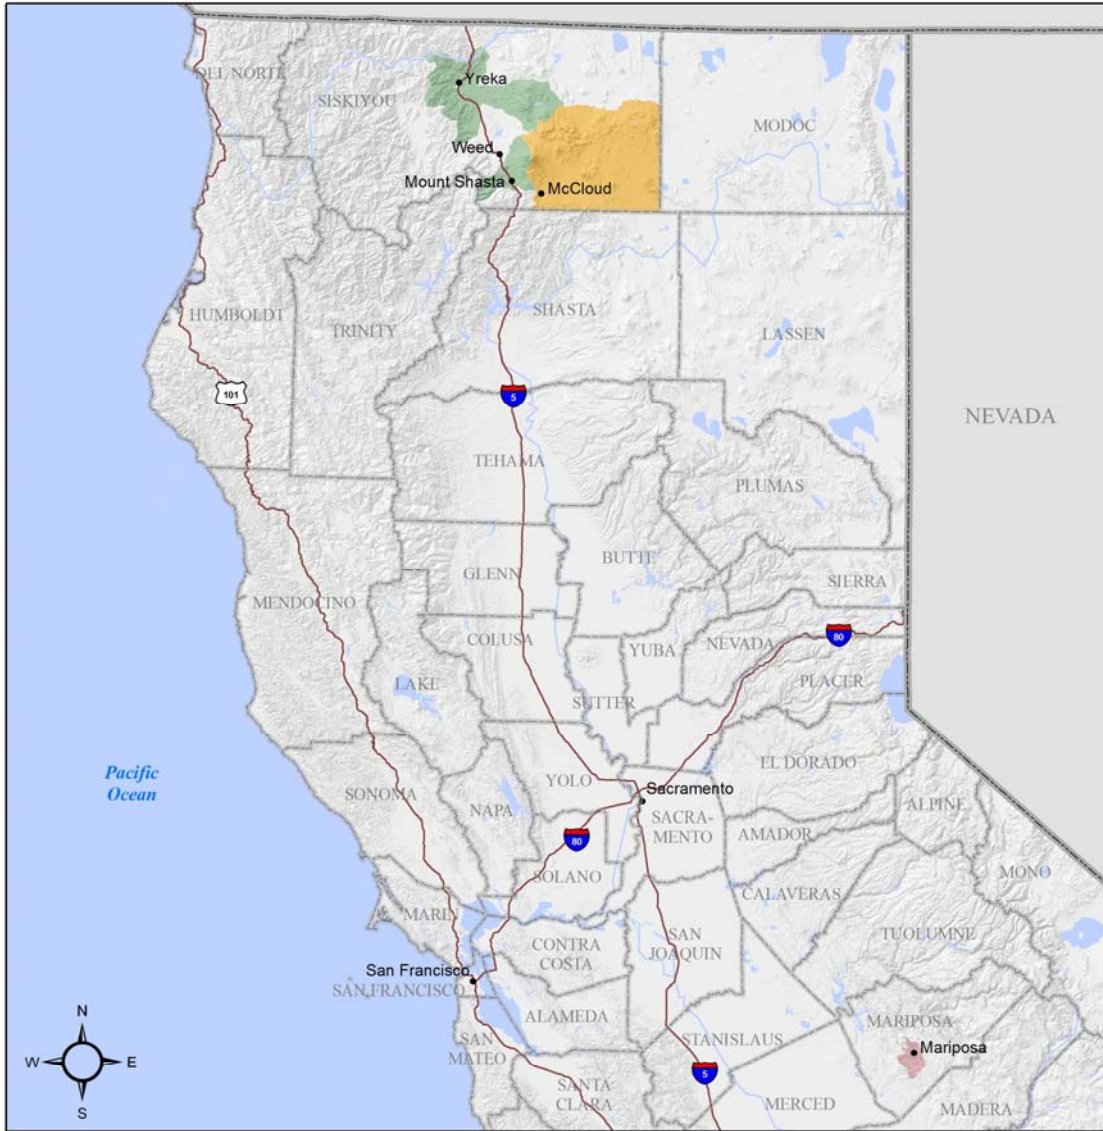 DEL NORTE
SISKIYOU
Yreka
MODOC
Weed
Mount Shasta
McCloud
HUMBOLDT
TRINITY
SHASTA
LASSEN
101
5
NEVADA
TEHAMA
PLUMAS
BUTTE
GLENN
SIERRA
MENDOCINO
COLUSA
YUBA
NEVADA
80
LAKE
SUTTER
PLACER
Pacific
Ocean
SONOMA
NAPA
YOLO
EL DORADO
Sacramento
SACRA-
MENTO
ALPINE
AMADOR
80
SOLANO
MONO
CALAVERAS
MARIN
TUOLUMNE
SAN
JOAQUIN
CONTRA
COSTA
San Francisco
SAN FRANCISCO
ALAMEDA
SAN
MATEO
STANISLAUS
MARIPOSA
Mariposa
N
W
E
S
5
SANTA
CLARA
MERCED
MADERA